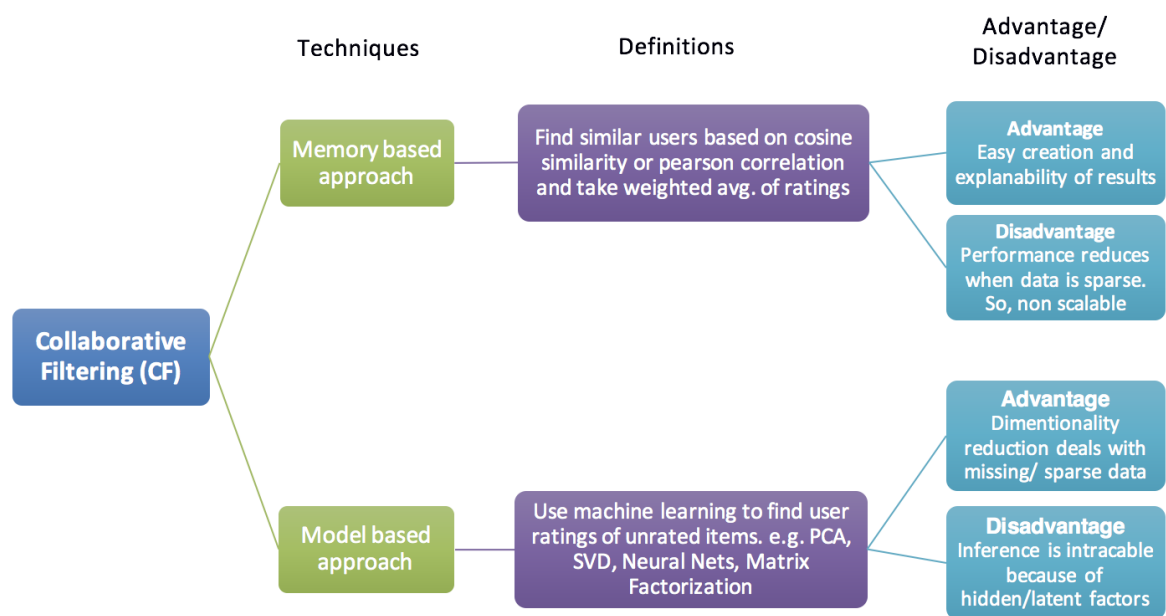 Techniques
Definitions
Advantage/
Disadvantage
Collaborative
Filtering (CF)
Memory based
approach
Find similar users based on cosine
similarity or pearson correlation
and take weighted avg. of ratings
Advantage
Easy creation and
explanability of results
Disadvantage
Performance reduces
when data is sparse.
So, non scalable
Model based
approach
Use machine learning to find user
ratings of unrated items. e.g. PCA,
SVD, Neural Nets, Matrix
Factorization
Advantage
Dimentionality
reduction deals with
missing/ sparse data
Disadvantage
Inference is intracable
because of
hidden/latent factors